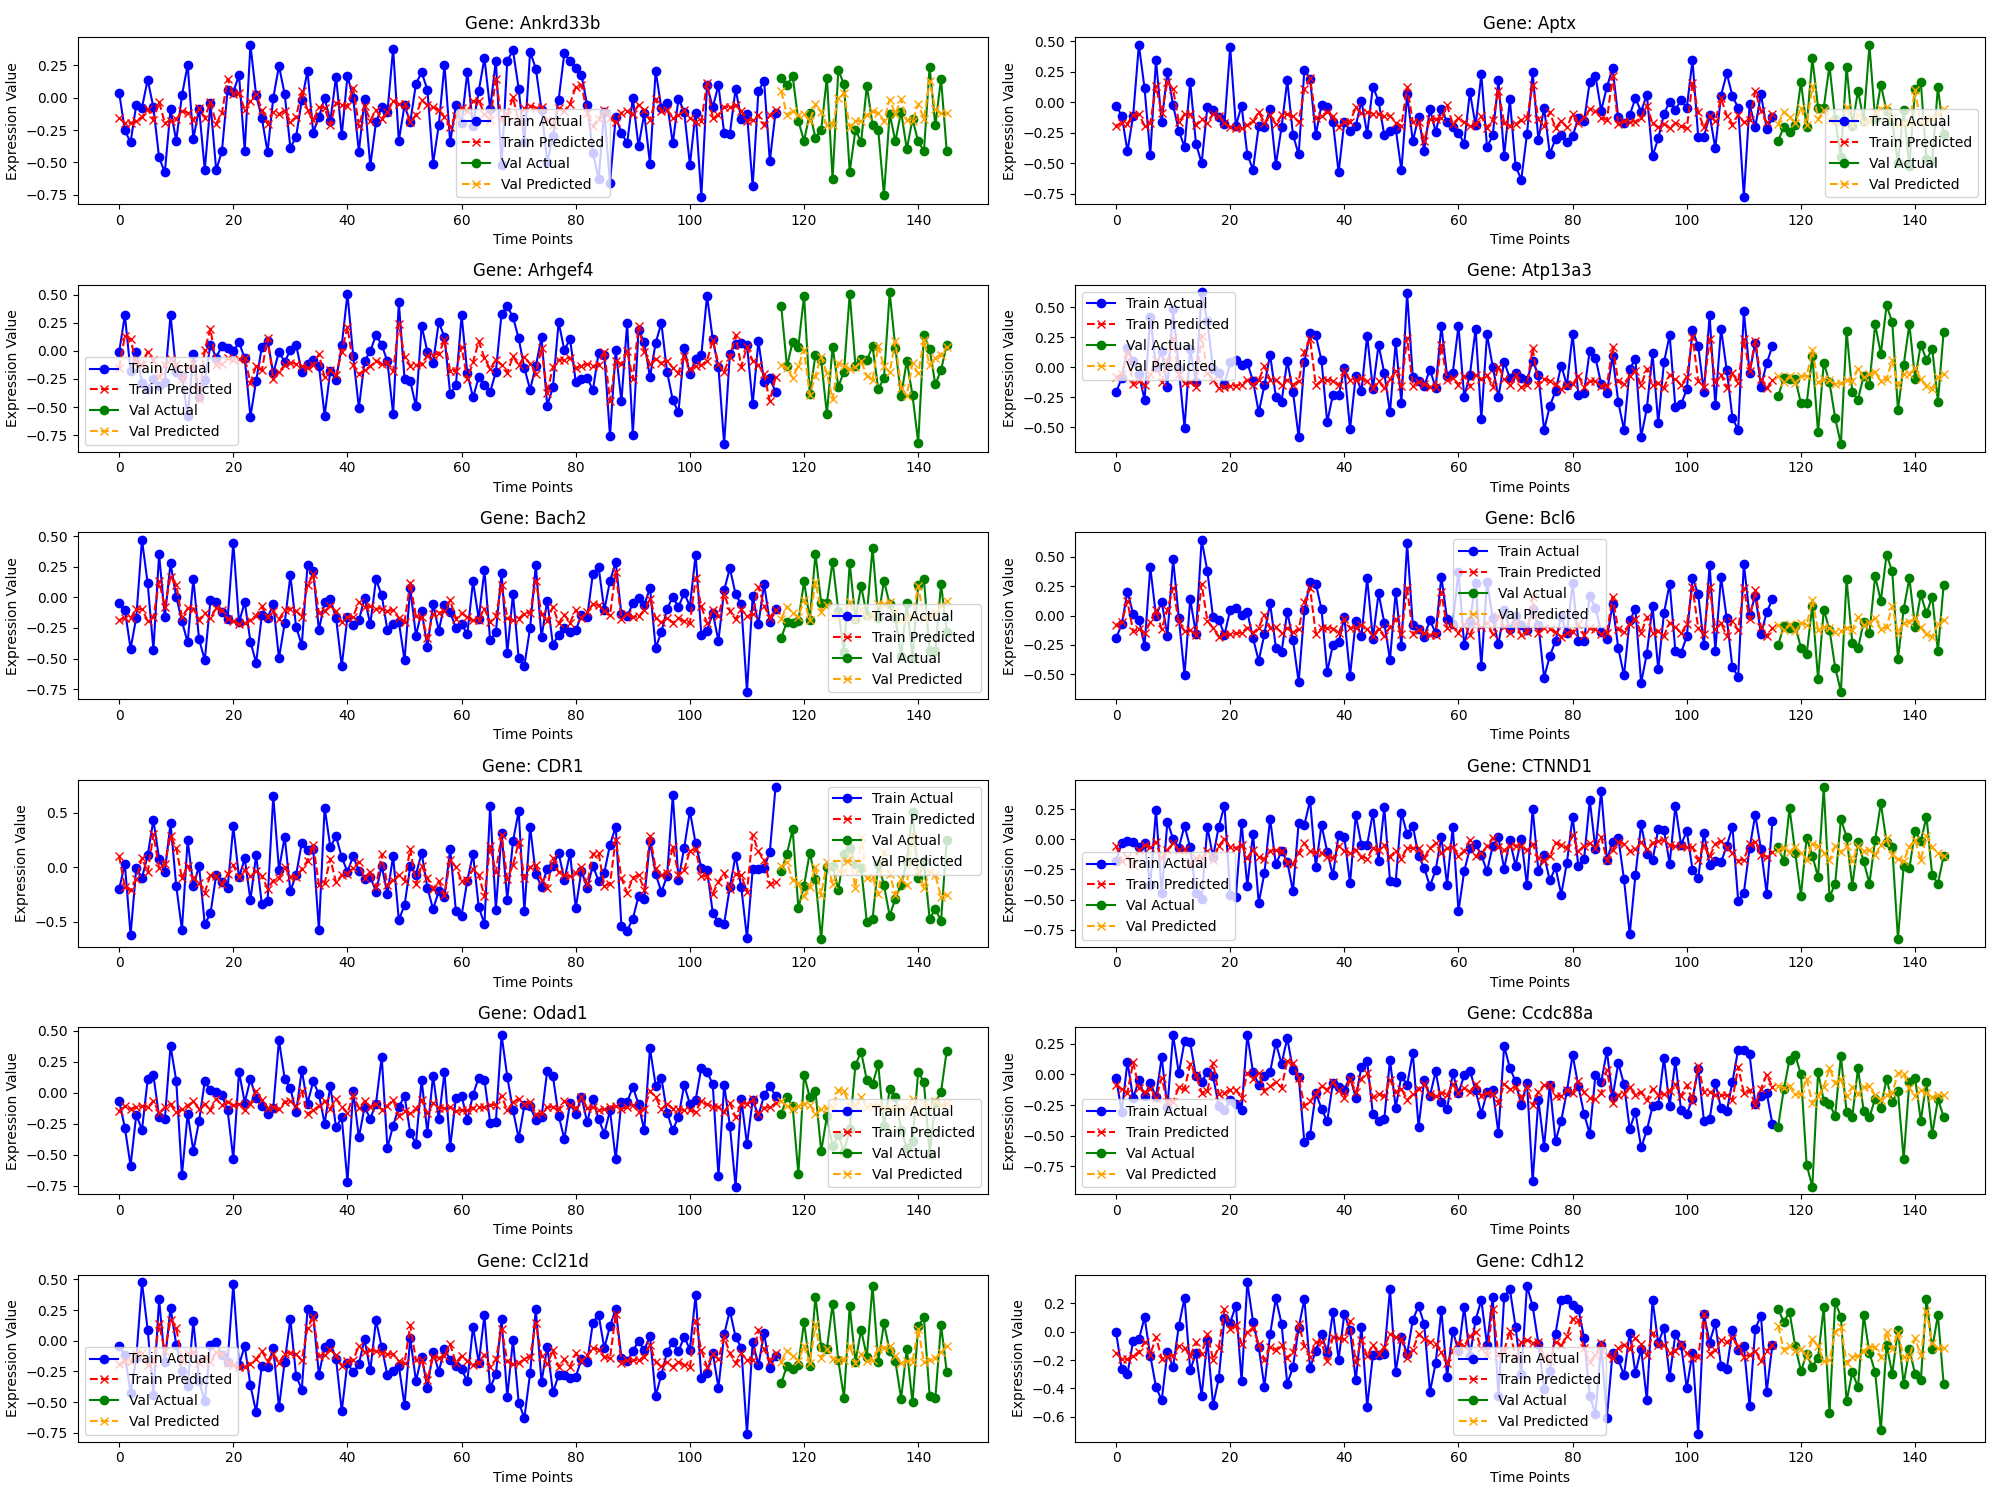 Gene: Ankrd33b
Expression Value
0.25
0.00
−0.25
−0.50
−0.75
Train Actual
Train Predicted
Val Actual
Val Predicted
0 20 40 60 80 100 120 140
Time Points
Gene: Aptx
Expression Value
0.50
0.25
0.00
−0.25
−0.50
−0.75
Train Actual
Train Predicted
Val Actual
Val Predicted
0 20 40 60 80 100 120 140
Time Points
Gene: Arhgef4
Expression Value
0.50
0.25
0.00
−0.25
−0.50
−0.75
Train Actual
Train Predicted
Val Actual
Val Predicted
0 20 40 60 80 100 120 140
Time Points
Gene: Atp13a3
Expression Value
0.50
0.25
0.00
−0.25
−0.50
Train Actual
Train Predicted
Val Actual
Val Predicted
0 20 40 60 80 100 120 140
Time Points
Gene: Bach2
Expression Value
0.50
0.25
0.00
−0.25
−0.50
−0.75
Train Actual
Train Predicted
Val Actual
Val Predicted
0 20 40 60 80 100 120 140
Time Points
Gene: Bcl6
Expression Value
0.50
0.25
0.00
−0.25
−0.50
Train Actual
Train Predicted
Val Actual
Val Predicted
0 20 40 60 80 100 120 140
Time Points
Gene: CDR1
Expression Value
0.5
0.0
−0.5
Train Actual
Train Predicted
Val Actual
Val Predicted
0 20 40 60 80 100 120 140
Time Points
Gene: CTNND1
Expression Value
0.25
0.00
−0.25
−0.50
−0.75
Train Actual
Train Predicted
Val Actual
Val Predicted
0 20 40 60 80 100 120 140
Time Points
Gene: Odad1
Expression Value
0.50
0.25
0.00
−0.25
−0.50
−0.75
Train Actual
Train Predicted
Val Actual
Val Predicted
0 20 40 60 80 100 120 140
Time Points
Gene: Ccdc88a
Expression Value
0.25
0.00
−0.25
−0.50
−0.75
Train Actual
Train Predicted
Val Actual
Val Predicted
0 20 40 60 80 100 120 140
Time Points
Gene: Ccl21d
Expression Value
0.50
0.25
0.00
−0.25
−0.50
−0.75
Train Actual
Train Predicted
Val Actual
Val Predicted
0 20 40 60 80 100 120 140
Time Points
Gene: Cdh12
Expression Value
0.2
0.0
−0.2
−0.4
−0.6
Train Actual
Train Predicted
Val Actual
Val Predicted
0 20 40 60 80 100 120 140
Time Points